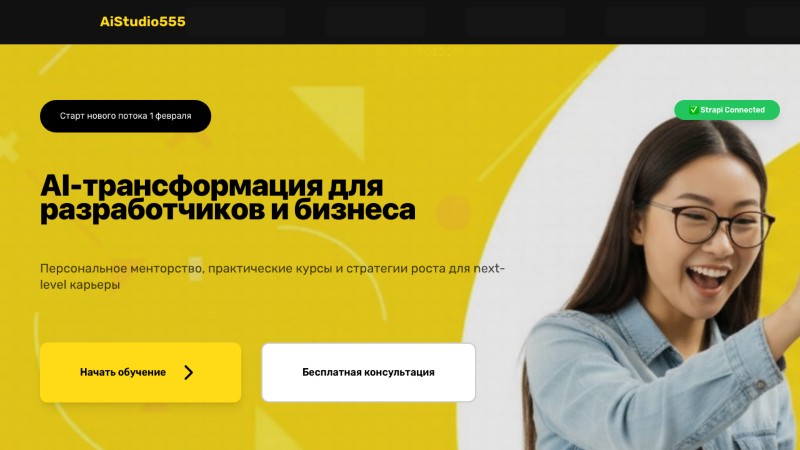 AiStudio555
Старт нового потока 1 февраля
✅ Strapi Connected
AI-трансформация для
разработчиков и бизнеса
Персональное менторство, практические курсы и стратегии роста для next-
level карьеры
Начать обучение
Бесплатная консультация